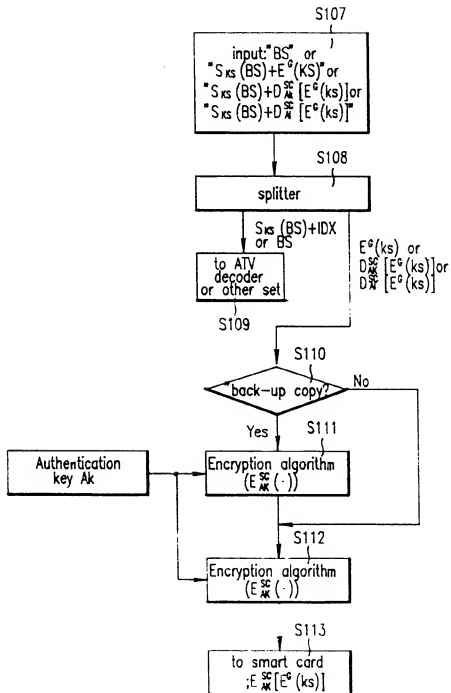 S107
input:"BS" or
"S_KS(BS)+E^G(KS)" or
"S_KS(BS)+D^SC_AK[E^G(ks)] or
"S_KS(BS)+D^SC_A'[E^G(ks)]"
S108
splitter
S_KS(BS)+IDX
or BS
E^G(ks) or
D^SC_AK[E^G(ks)] or
D^SC_A'[E^G(ks)]
to ATV
decoder
or other set
S109
S110
"back-up copy?
No
Yes
S111
Authentication
key Ak
Encryption algorithm
(E^SC_AK(·))
S112
Encryption algorithm
(E^SC_AK(·))
S113
to smart card
;E^SC_AK[E^G(ks)]